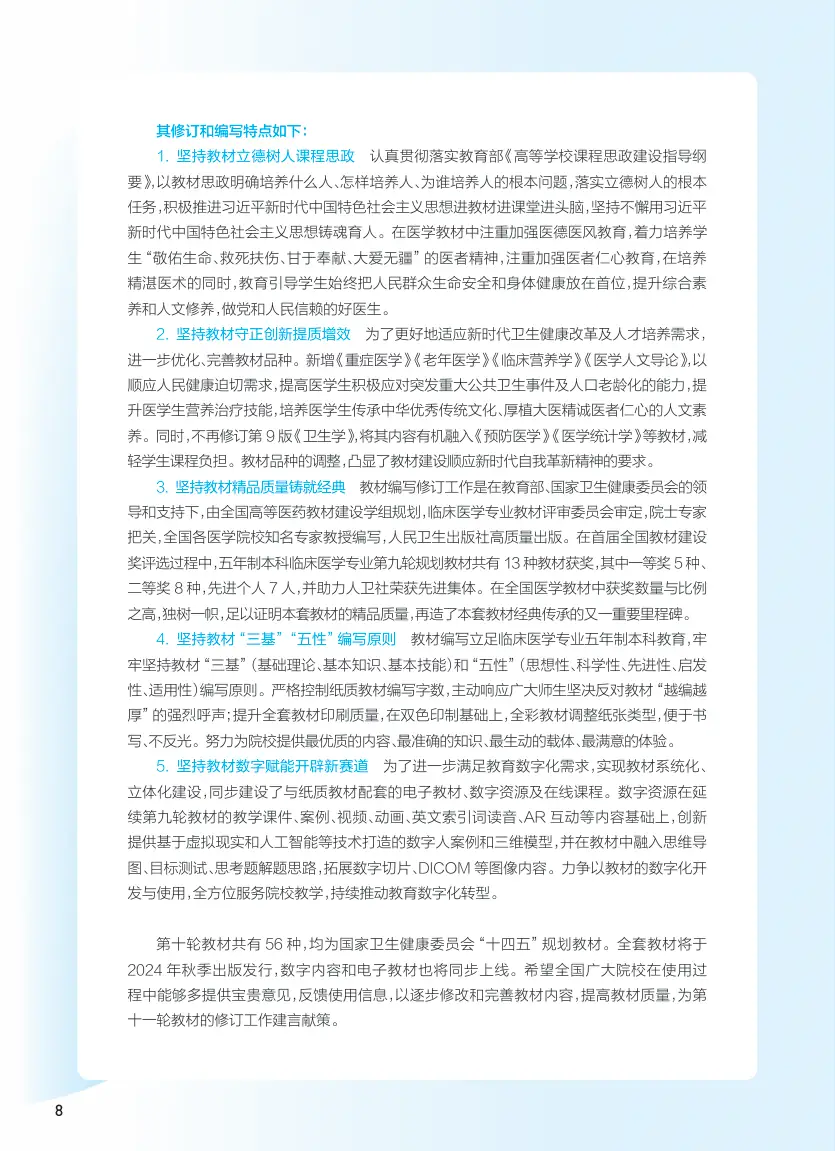 其修订和编写特点如下：
1. 坚持教材立德树人课程思政 认真贯彻落实教育部《高等学校课程思政建设指导纲
要》，以教材思政明确培养什么人、怎样培养人、为谁培养人的根本问题，落实立德树人的根本
任务，积极推进习近平新时代中国特色社会主义思想进教材进课堂进头脑，坚持不懈用习近平
新时代中国特色社会主义思想铸魂育人。在医学教材中注重加强医德医风教育，着力培养学
生“敬佑生命、救死扶伤、甘于奉献、大爱无疆”的医者精神，注重加强医者仁心教育，在培养
精湛医术的同时，教育引导学生始终把人民群众生命安全和身体健康放在首位，提升综合素
养和人文修养，做党和人民信赖的好医生。
2. 坚持教材守正创新提质增效 为了更好地适应新时代卫生健康改革及人才培养需求，
进一步优化、完善教材品种。新增《重症医学》《老年医学》《临床营养学》《医学人文导论》，以
顺应人民健康迫切需求，提高医学生积极应对突发重大公共卫生事件及人口老龄化的能力，提
升医学生营养治疗技能，培养医学生传承中华优秀传统文化、厚植大医精诚医者仁心的人文素
养。同时，不再修订第9版《卫生学》，将其内容有机融入《预防医学》《医学统计学》等教材，减
轻学生课程负担。教材品种的调整，凸显了教材建设顺应新时代自我革新精神的要求。
3. 坚持教材精品质量铸就经典 教材编写修订工作是在教育部、国家卫生健康委员会的领
导和支持下，由全国高等医药教材建设学组规划，临床医学专业教材评审委员会审定，院士专家
把关，全国各医学院校知名专家教授编写，人民卫生出版社高质量出版。在首届全国教材建设
奖评选过程中，五年制本科临床医学专业第九轮规划教材共有13种教材获奖，其中一等奖5种、
二等奖8种，先进个人7人，并助力人卫社荣获先进集体。在全国医学教材中获奖数量与比例
之高，独树一帜，足以证明本套教材的精品质量，再造了本套教材经典传承的又一重要里程碑。
4. 坚持教材“三基”“五性”编写原则 教材编写立足临床医学专业五年制本科教育，牢
牢坚持教材“三基”（基础理论、基本知识、基本技能）和“五性”（思想性、科学性、先进性、启发
性、适用性）编写原则。严格控制纸质教材编写字数，主动响应广大师生坚决反对教材“越编越
厚”的强烈呼声；提升全套教材印刷质量，在双色印制基础上，全彩教材调整纸张类型，便于书
写、不反光。努力为院校提供最优质的内容、最准确的知识、最生动的载体、最满意的体验。
5. 坚持教材数字赋能开辟新赛道 为了进一步满足教育数字化需求，实现教材系统化、
立体化建设，同步建设了与纸质教材配套的电子教材、数字资源及在线课程。数字资源在延
续第九轮教材的教学课件、案例、视频、动画、英文索引词读音、AR互动等内容基础上，创新
提供基于虚拟现实和人工智能等技术打造的数字人案例和三维模型，并在教材中融入思维导
图、目标测试、思考题解题思路，拓展数字切片、DICOM等图像内容。力争以教材的数字化开
发与使用，全方位服务院校教学，持续推动教育数字化转型。
第十轮教材共有56种，均为国家卫生健康委员会“十四五”规划教材。全套教材将于
2024年秋季出版发行，数字内容和电子教材也将同步上线。希望全国广大院校在使用过
程中能够多提供宝贵意见，反馈使用信息，以逐步修改和完善教材内容，提高教材质量，为第
十一轮教材的修订工作建言献策。
8